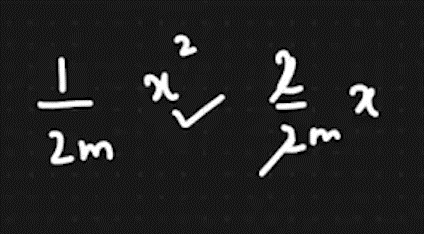 1/2m x² ✓ 2/2m x